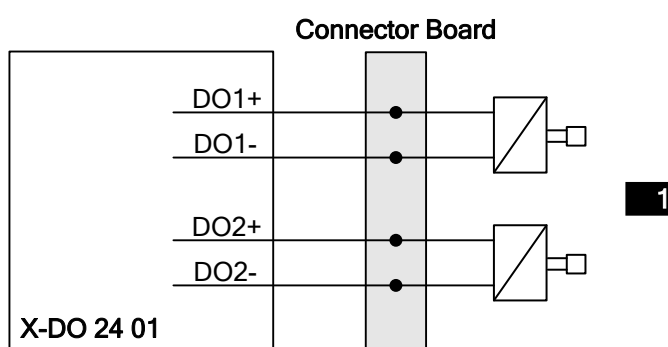 Connector Board
DO1+
DO1-
1
DO2+
DO2-
X-DO 24 01